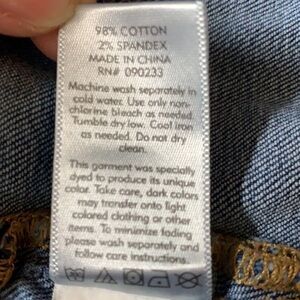 98% COTTON
2% SPANDEX
MADE IN CHINA
RN# 090233
Machine wash separately in
cold water. Use only non-
chlorine bleach as needed.
Tumble dry low. Cool iron
as needed. Do not dry
clean.
This garment was specially
dyed to produce its unique
color. Take care, dark colors
may transfer onto light
colored clothing or other
items. To minimize fading
please wash separately and
follow care instructions.